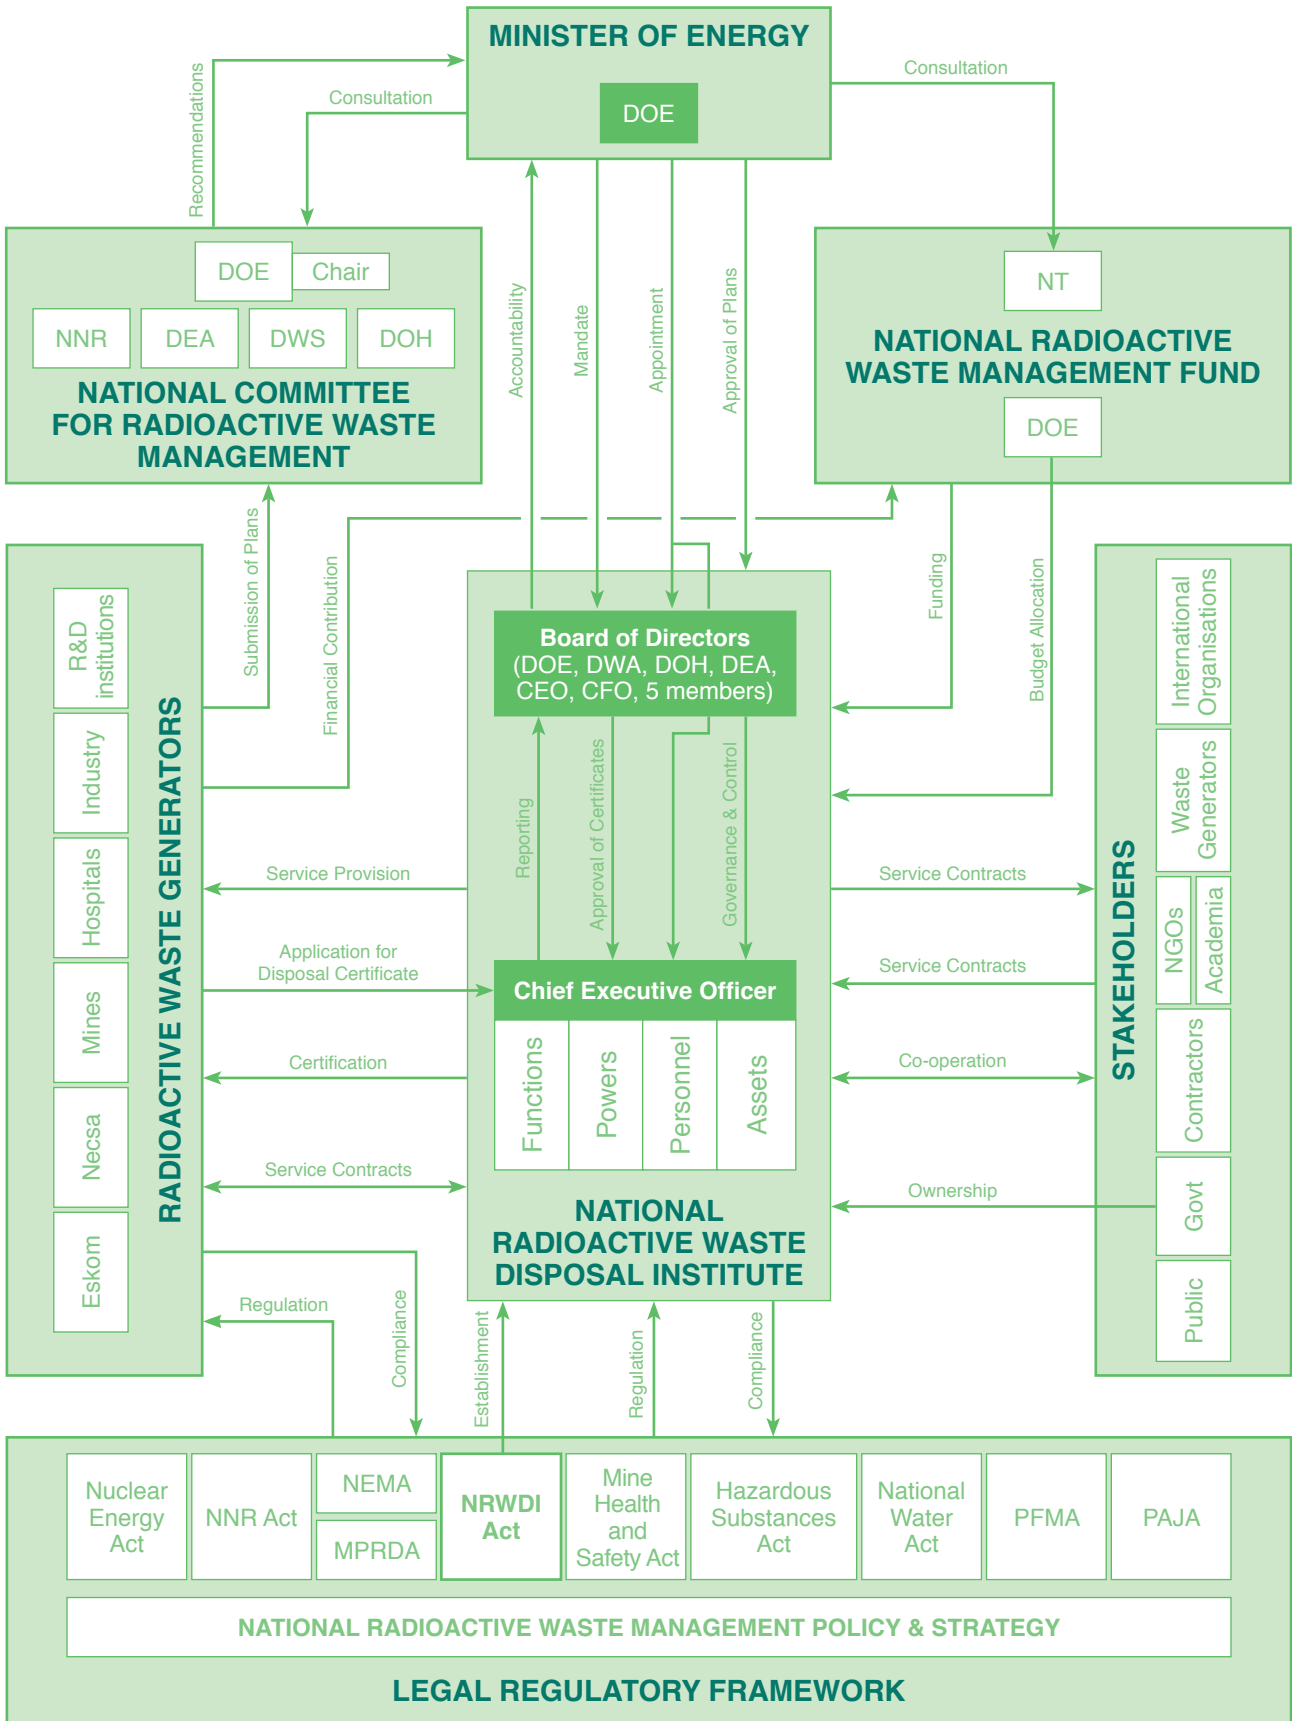 MINISTER OF ENERGY
DOE
Recommendations
Consultation
Consultation
DOE
Chair
NNR
DEA
DWS
DOH
NATIONAL COMMITTEE
FOR RADIOACTIVE WASTE
MANAGEMENT
Accountability
Mandate
Appointment
Approval of Plans
NT
NATIONAL RADIOACTIVE
WASTE MANAGEMENT FUND
DOE
Submission of Plans
Financial Contribution
Funding
Budget Allocation
R&D
institutions
Industry
Hospitals
Mines
Necsa
Eskom
RADIOACTIVE WASTE GENERATORS
Board of Directors
(DOE, DWA, DOH, DEA,
CEO, CFO, 5 members)
Reporting
Approval of Certificates
Governance & Control
Service Provision
Application for
Disposal Certificate
Certification
Service Contracts
Chief Executive Officer
Functions
Powers
Personnel
Assets
NATIONAL
RADIOACTIVE WASTE
DISPOSAL INSTITUTE
Service Contracts
Service Contracts
Co-operation
Ownership
STAKEHOLDERS
International
Organisations
Waste
Generators
NGOs
Academia
Contractors
Govt
Public
Regulation
Compliance
Establishment
Regulation
Compliance
Nuclear
Energy
Act
NNR Act
NEMA
MPRDA
NRWDI
Act
Mine
Health
and
Safety Act
Hazardous
Substances
Act
National
Water
Act
PFMA
PAJA
NATIONAL RADIOACTIVE WASTE MANAGEMENT POLICY & STRATEGY
LEGAL REGULATORY FRAMEWORK